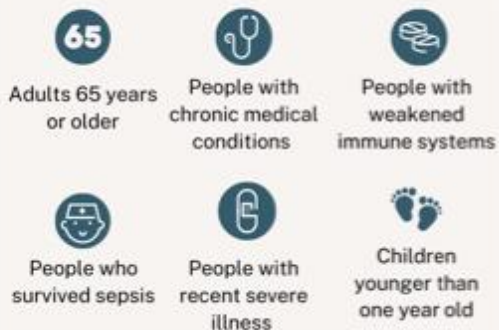 65
Adults 65 years
or older
People with
chronic medical
conditions
People with
weakened
immune systems
People who
survived sepsis
People with
recent severe
illness
Children
younger than
one year old